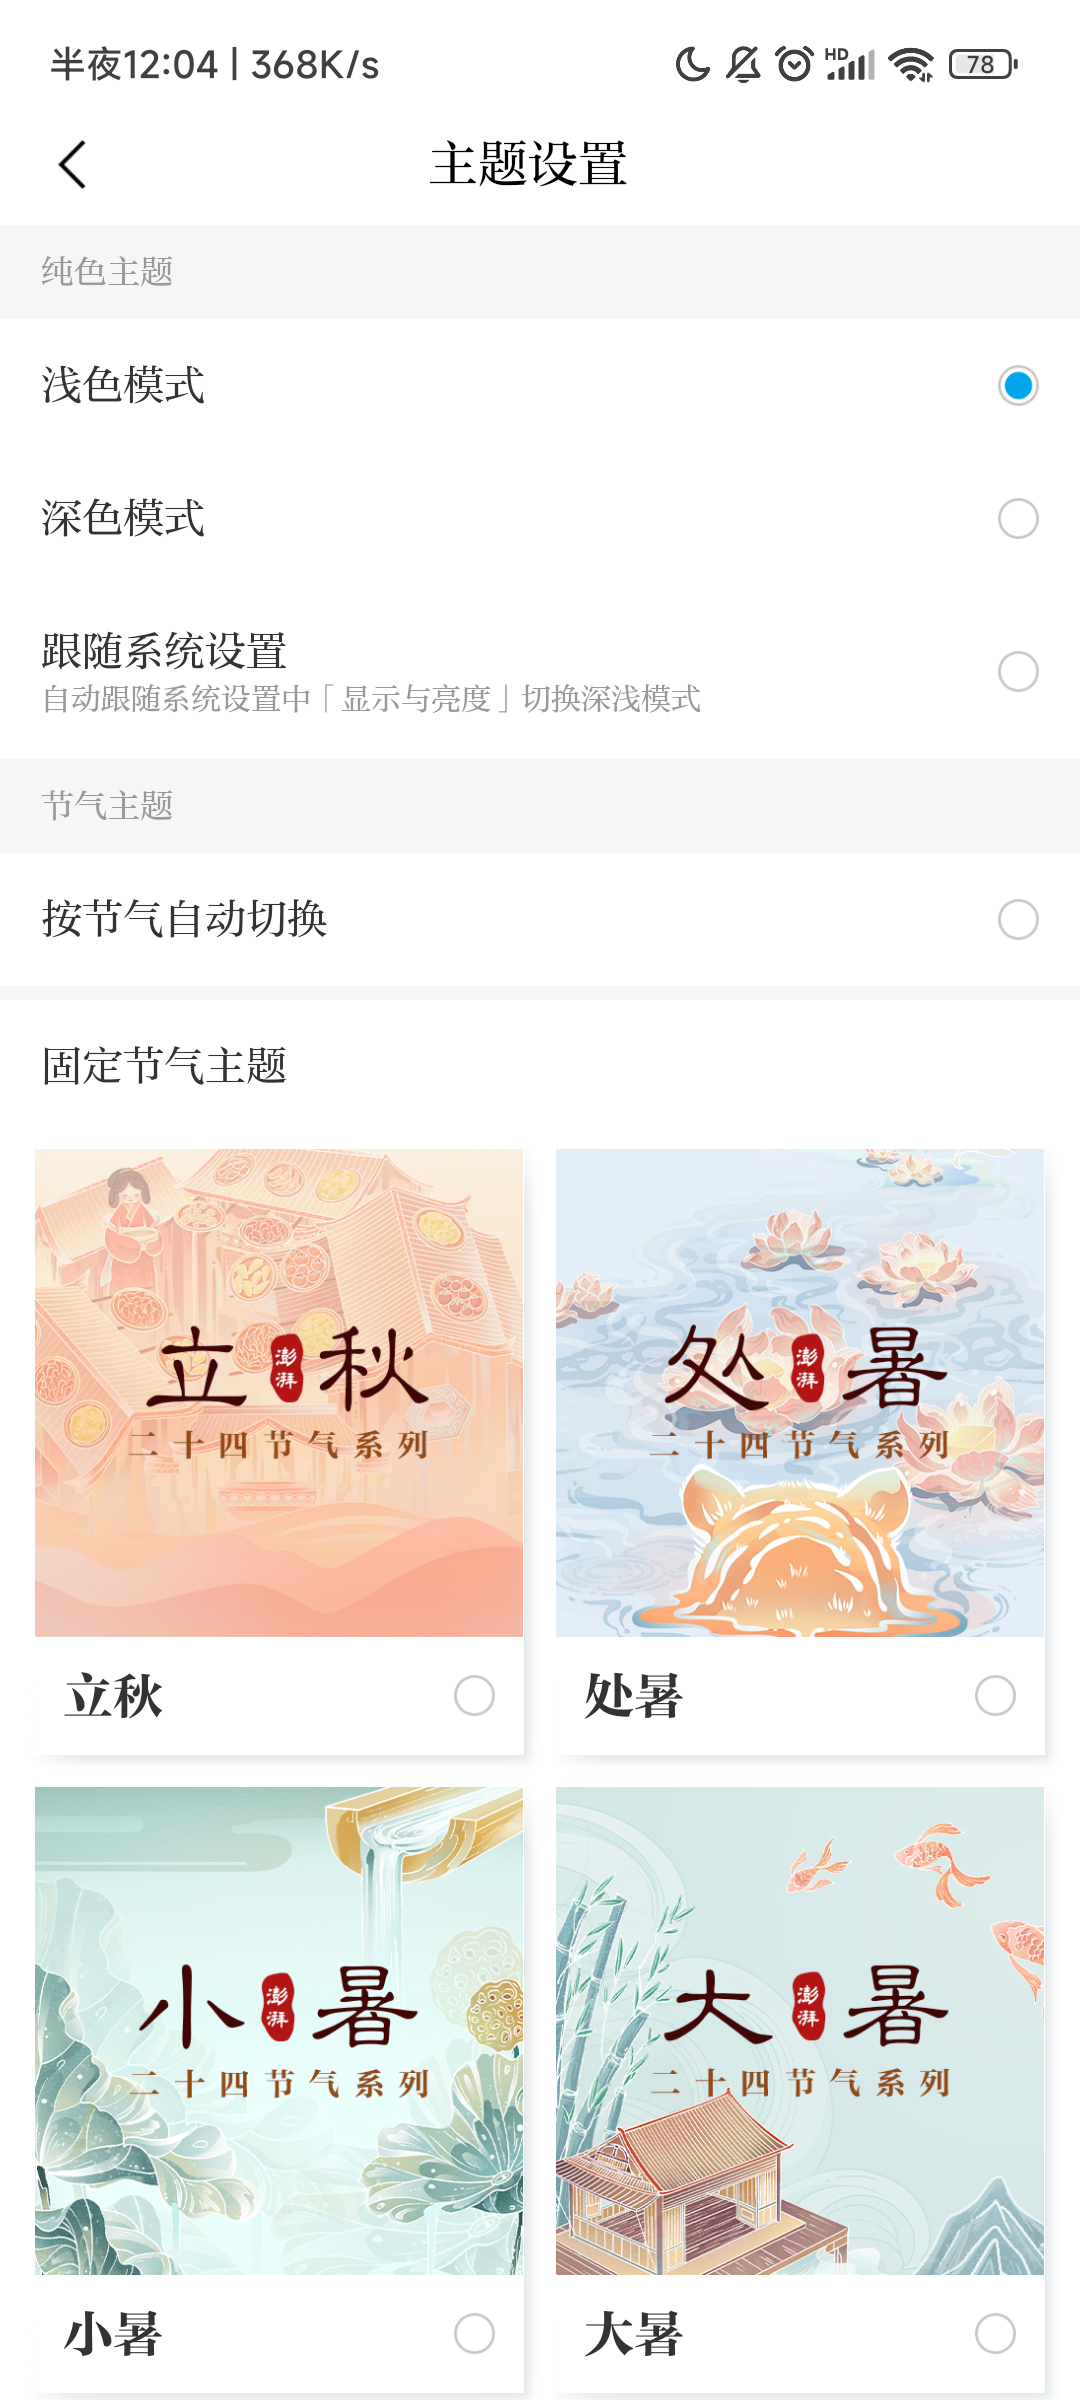 半夜12:04 | 368K/s
HD
78
主题设置
纯色主题
浅色模式
深色模式
跟随系统设置
自动跟随系统设置中「显示与亮度」切换深浅模式
节气主题
按节气自动切换
固定节气主题
立澎湃秋
二十四节气系列
处澎湃暑
二十四节气系列
立秋
处暑
小澎湃暑
二十四节气系列
大澎湃暑
二十四节气系列
小暑
大暑